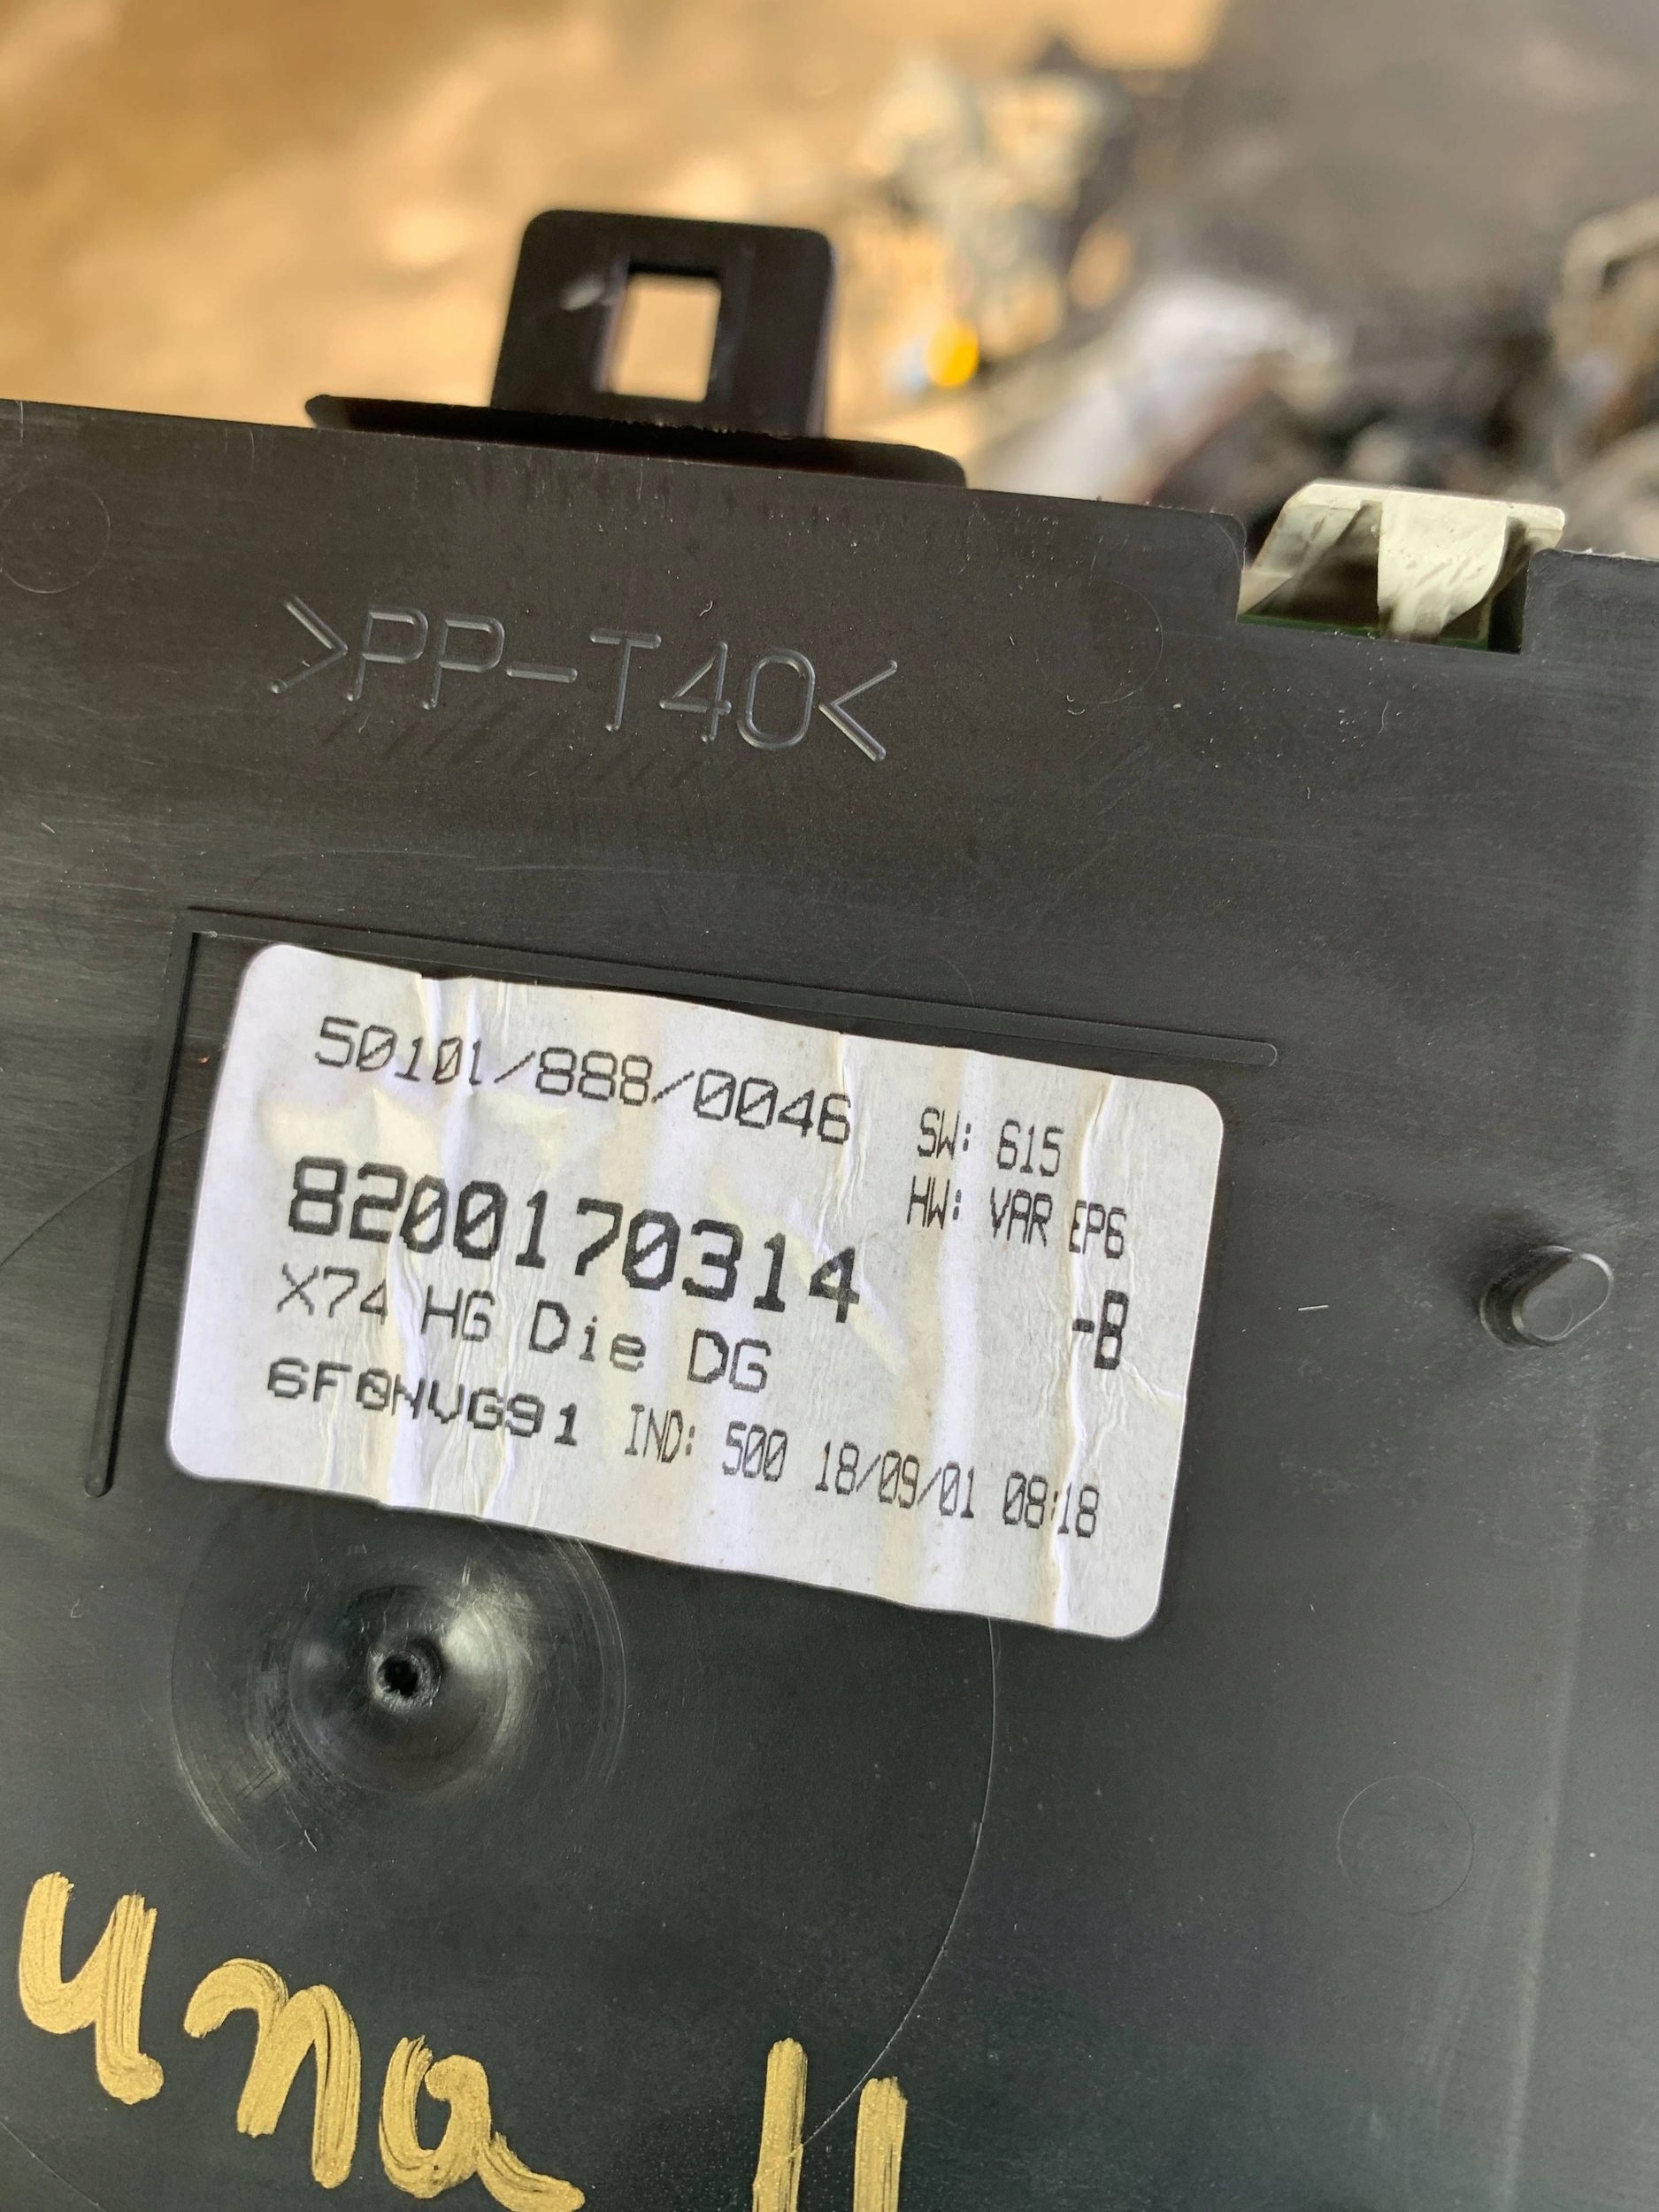 >PP-T40<
50101/888/0046
SW: 615
8200170314
HW: VAR EP6
-B
X74 HG Die DG
6F0NVG91 IND: 500 18/09/01 08:18